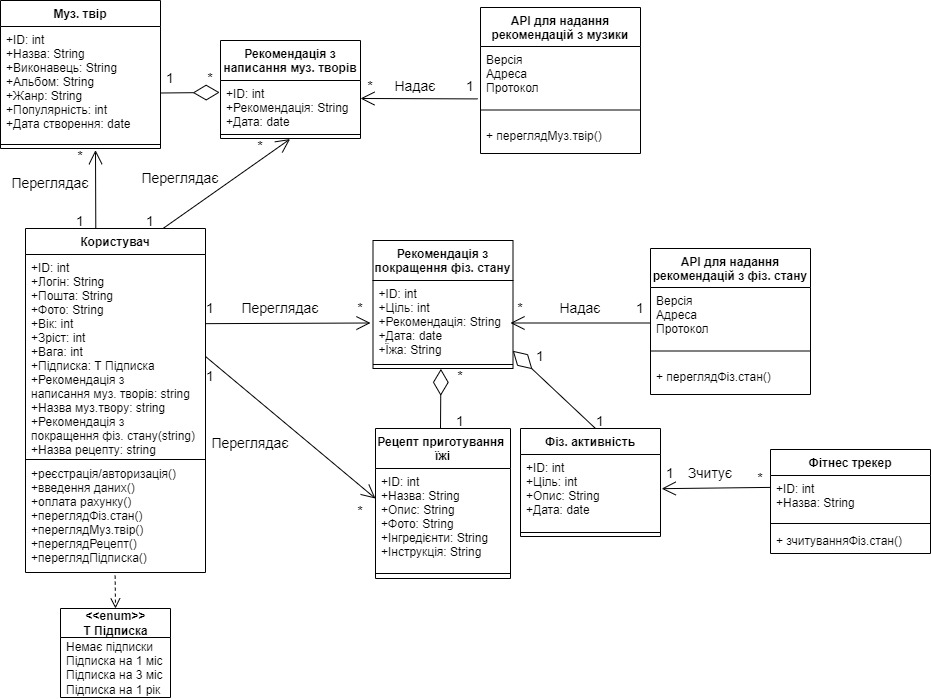 Муз. твір
+ID: int
+Назва: String
+Виконавець: String
+Альбом: String
+Жанр: String
+Популярність: int
+Дата створення: date
1
*
Рекомендація з
написання муз. творів
+ID: int
+Рекомендація: String
+Дата: date
*
Надає
1
API для надання
рекомендацій з музики
Версія
Адреса
Протокол
+ переглядМуз.твір()
*
Переглядає
1
*
Переглядає
1
Користувач
+ID: int
+Логін: String
+Пошта: String
+Фото: String
+Вік: int
+Зріст: int
+Вага: int
+Підписка: Т Підписка
+Рекомендація з
написання муз. творів: string
+Назва муз.твору: string
+Рекомендація з
покращення фіз. стану(string)
+Назва рецепту: string
+реєстрація/авторизація()
+введення даних()
+оплата рахунку()
+переглядФіз.стан()
+переглядМуз.твір()
+переглядРецепт()
+переглядПідписка()
1
Переглядає
*
1
Переглядає
*
Рекомендація з
покращення фіз. стану
+ID: int
+Ціль: int
+Рекомендація: String
+Дата: date
+Їжа: String
*
Надає
1
API для надання
рекомендацій з фіз. стану
Версія
Адреса
Протокол
+ переглядФіз.стан()
*
1
1
1
Рецепт приготування
їжі
+ID: int
+Назва: String
+Опис: String
+Фото: String
+Інгредієнти: String
+Інструкція: String
Фіз. активність
+ID: int
+Ціль: int
+Опис: String
+Дата: date
1
Зчитує
*
Фітнес трекер
+ID: int
+Назва: String
+ зчитуванняФіз.стан()
<<enum>>
Т Підписка
Немає підписки
Підписка на 1 міс
Підписка на 3 міс
Підписка на 1 рік